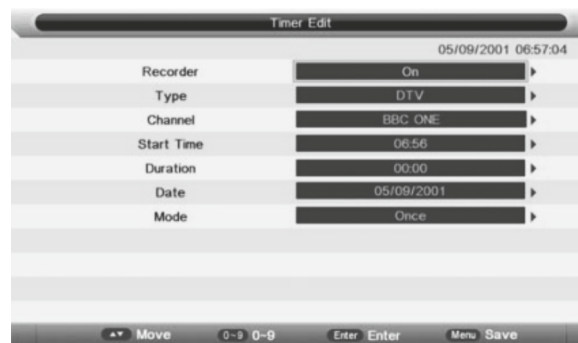 Timer Edit
05/09/2001 06:57:04
Recorder On
Type DTV
Channel BBC ONE
Start Time 06:56
Duration 00:00
Date 05/09/2001
Mode Once
▲▼ Move 0~9 0~9 Enter Enter Menu Save